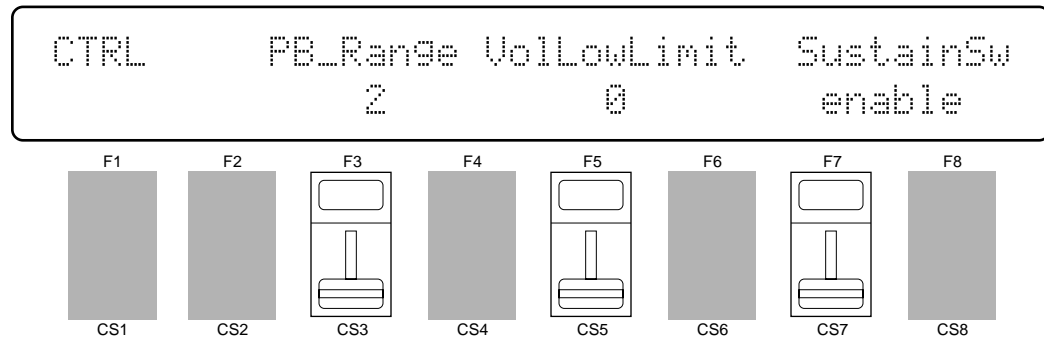 CTRL PB_Range VolLowLimit SustainSw
2 0 enable
F1 F2 F3 F4 F5 F6 F7 F8
CS1 CS2 CS3 CS4 CS5 CS6 CS7 CS8